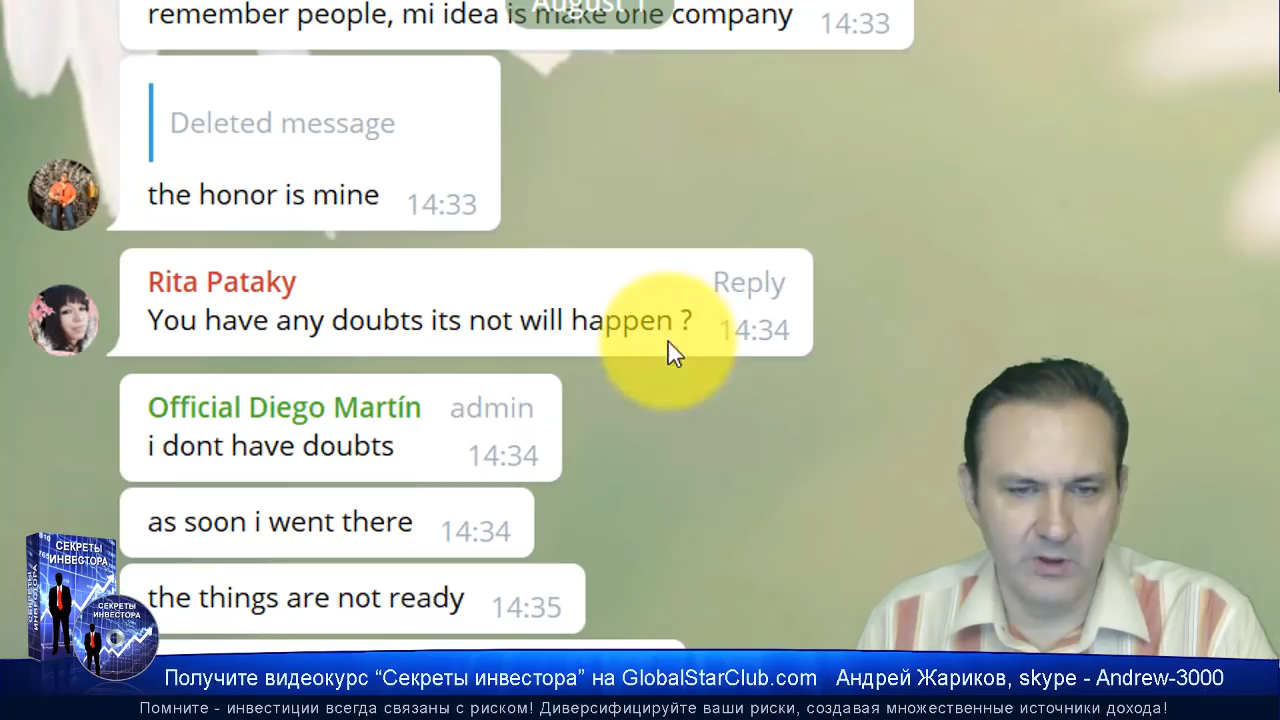 August 1
remember people, mi idea is make one company 14:33
Deleted message
the honor is mine 14:33
Rita Pataky Reply
You have any doubts its not will happen ? 14:34
Official Diego Martín admin
i dont have doubts 14:34
as soon i went there 14:34
the things are not ready 14:35
СЕКРЕТЫ
ИНВЕСТОРА
СЕКРЕТЫ
ИНВЕСТОРА
Получите видеокурс “Секреты инвестора” на GlobalStarClub.com Андрей Жариков, skype - Andrew-3000
Помните - инвестиции всегда связаны с риском! Диверсифицируйте ваши риски, создавая множественные источники дохода!